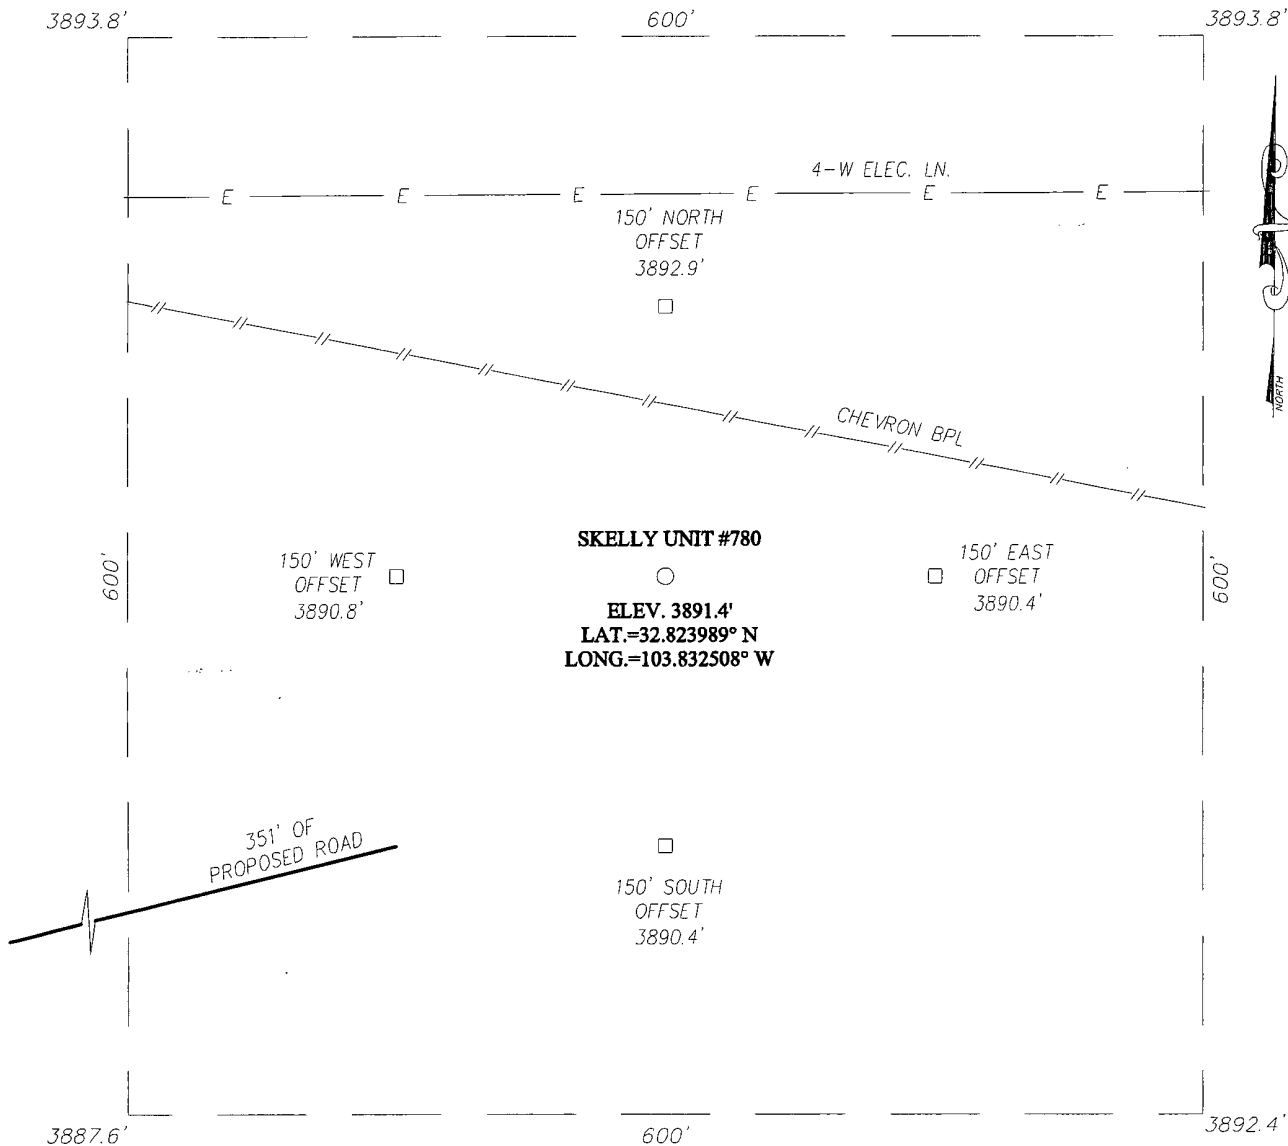 3893.8'
600'
3893.8'
4-W ELEC. LN.
E E E E E E
150' NORTH
OFFSET
3892.9'
NORTH
CHEVRON BPL
SKELLY UNIT #780
600'
150' WEST
OFFSET
3890.8'
150' EAST
OFFSET
3890.4'
600'
ELEV. 3891.4'
LAT.=32.823989° N
LONG.=103.832508° W
351' OF
PROPOSED ROAD
150' SOUTH
OFFSET
3890.4'
3887.6'
600'
3892.4'